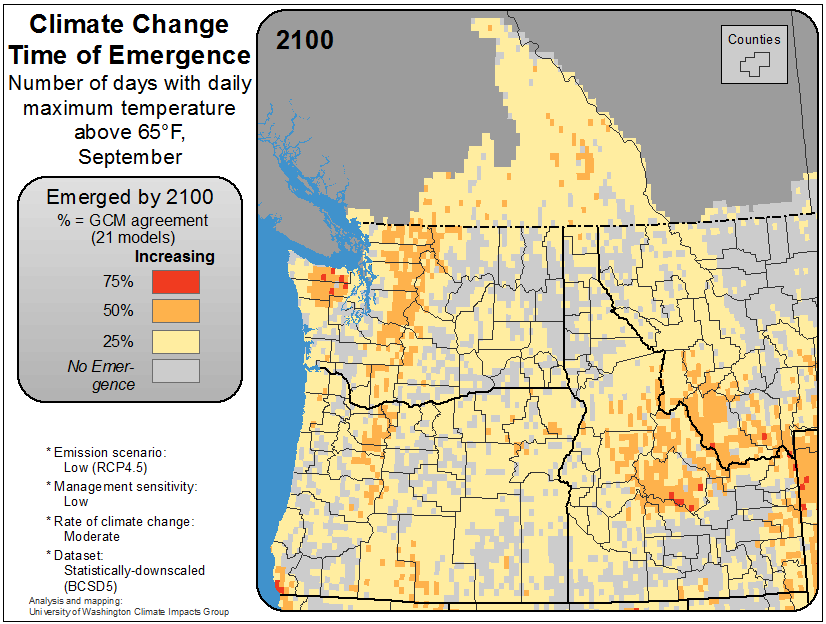 Climate Change
Time of Emergence
Number of days with daily
maximum temperature
above 65°F,
September
Emerged by 2100
% = GCM agreement
(21 models)
Increasing
75%
50%
25%
No Emer-
gence
* Emission scenario:
Low (RCP4.5)
* Management sensitivity:
Low
* Rate of climate change:
Moderate
* Dataset:
Statistically-downscaled
(BCSD5)
Analysis and mapping:
University of Washington Climate Impacts Group
2100
Counties